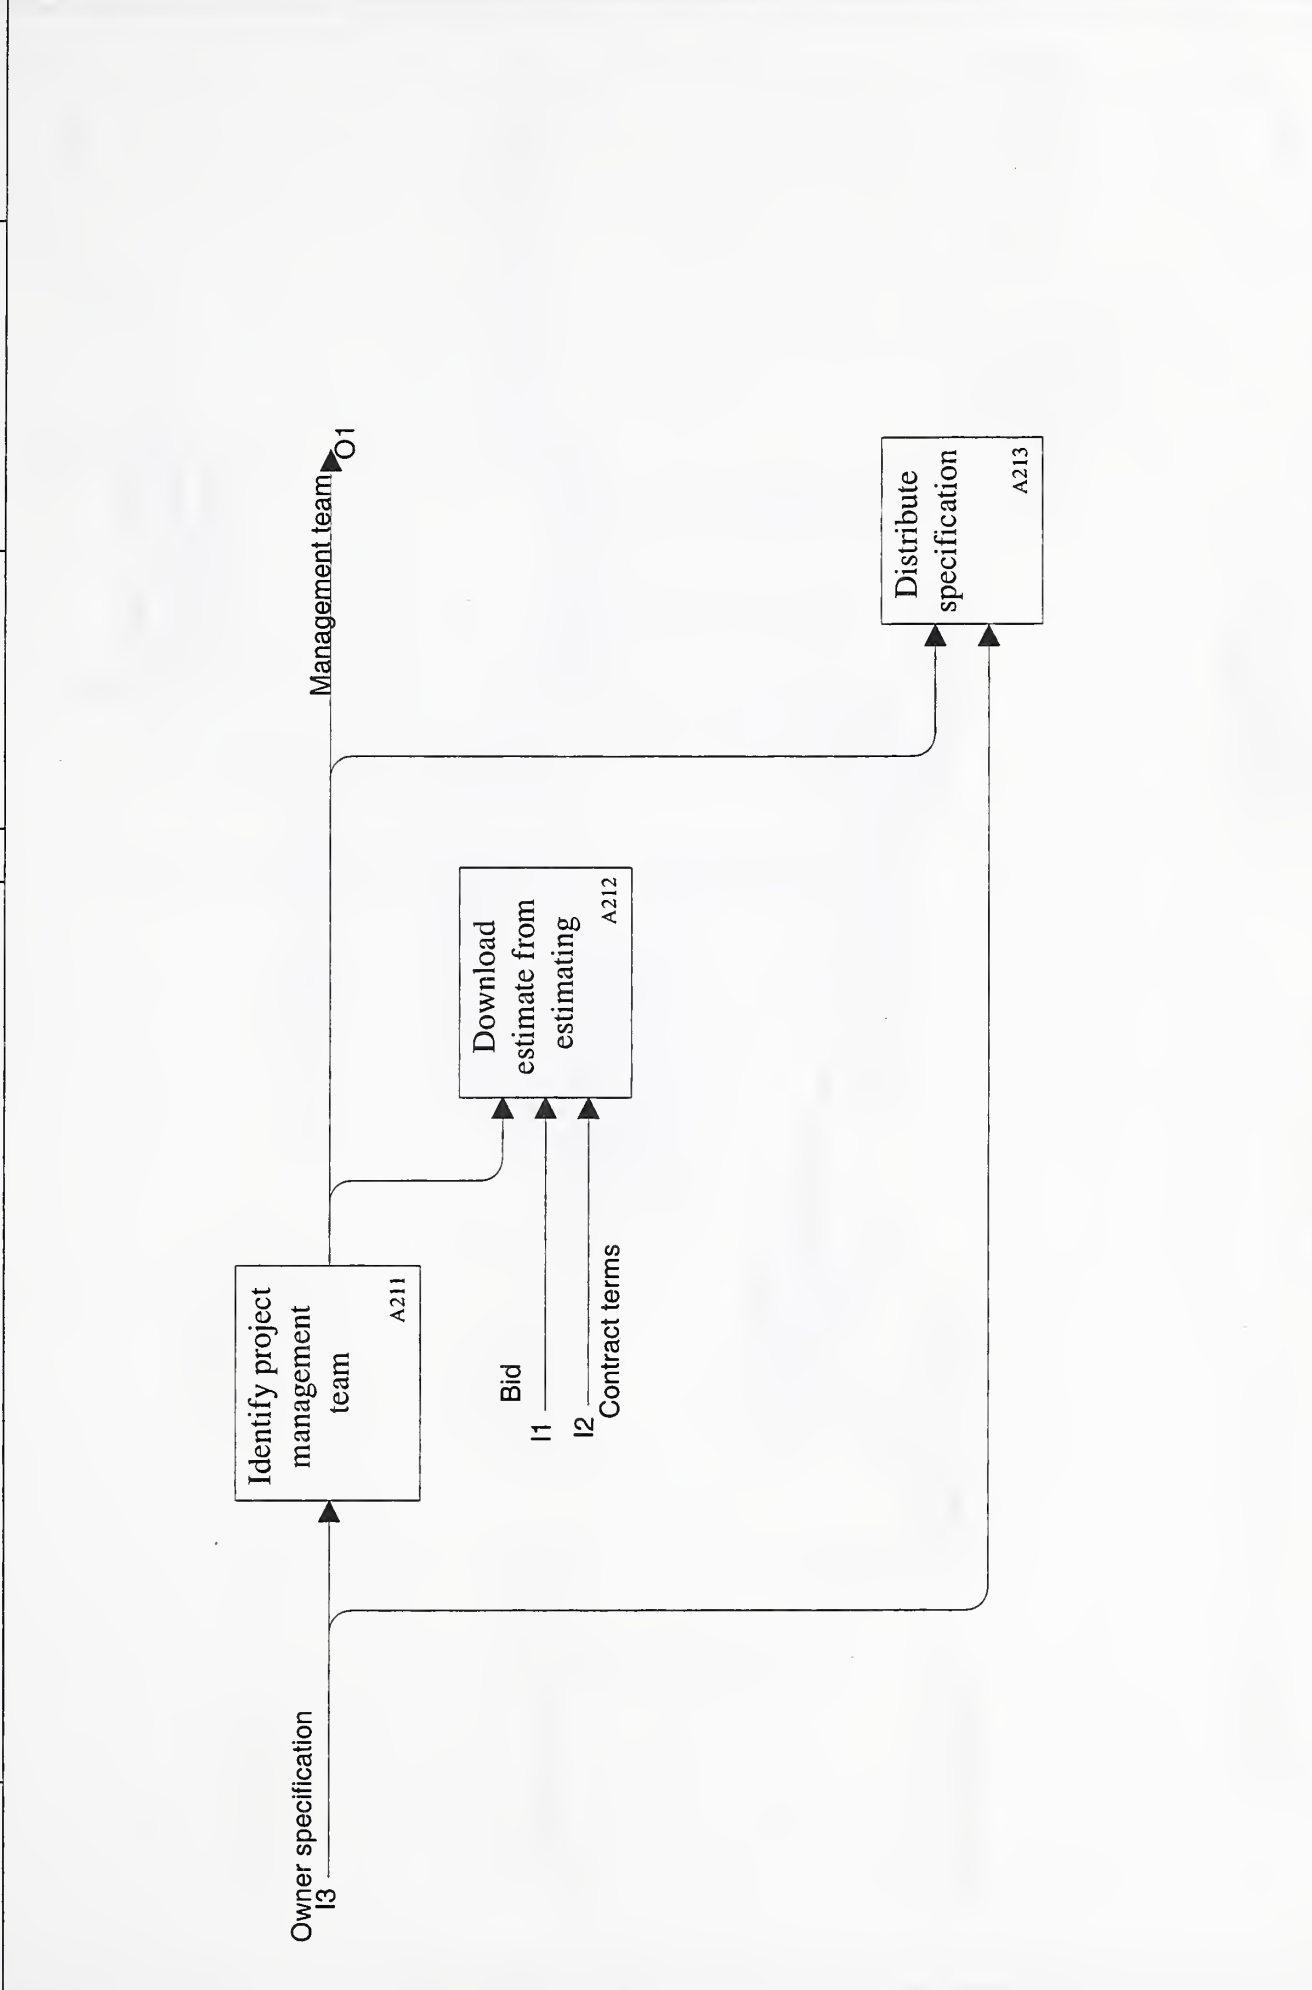 Owner specification
I3
Identify project
management
team
A211
Bid
I1
I2
Contract terms
Download
estimate from
estimating
A212
Management team
O1
Distribute
specification
A213